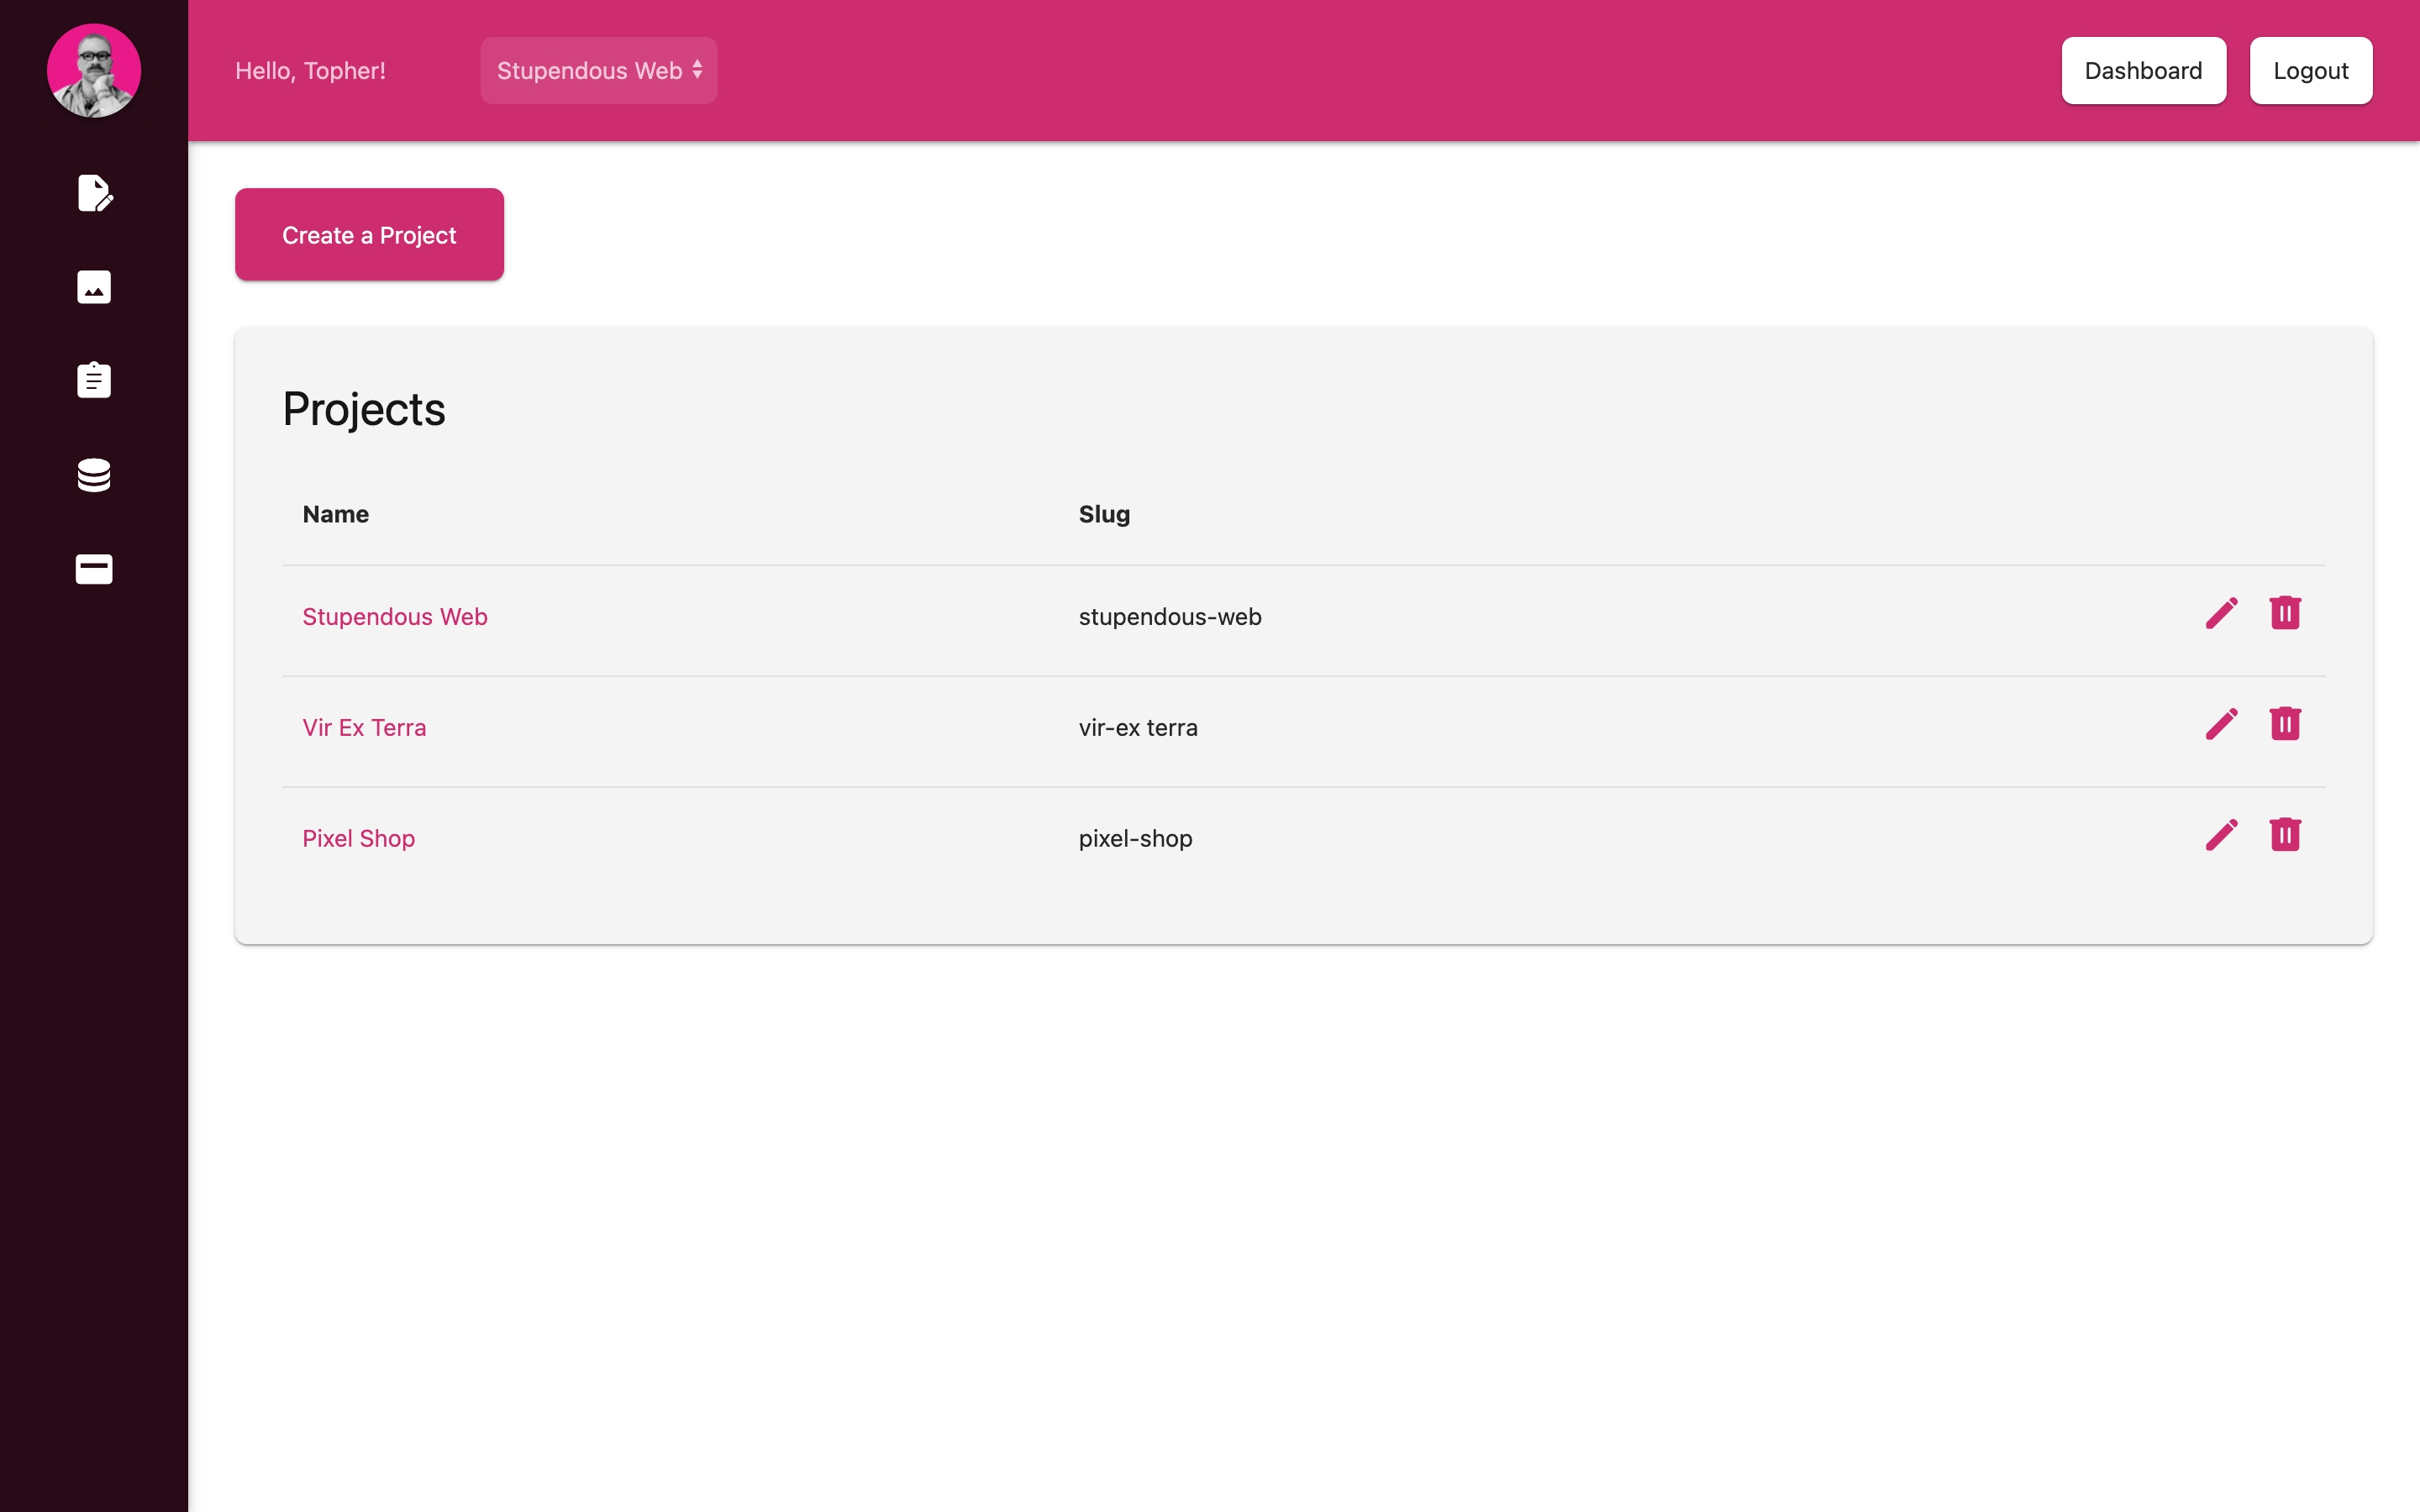 Hello, Topher!
Stupendous Web
Dashboard
Logout
Create a Project
Projects
Name Slug
Stupendous Web stupendous-web
Vir Ex Terra vir-ex terra
Pixel Shop pixel-shop